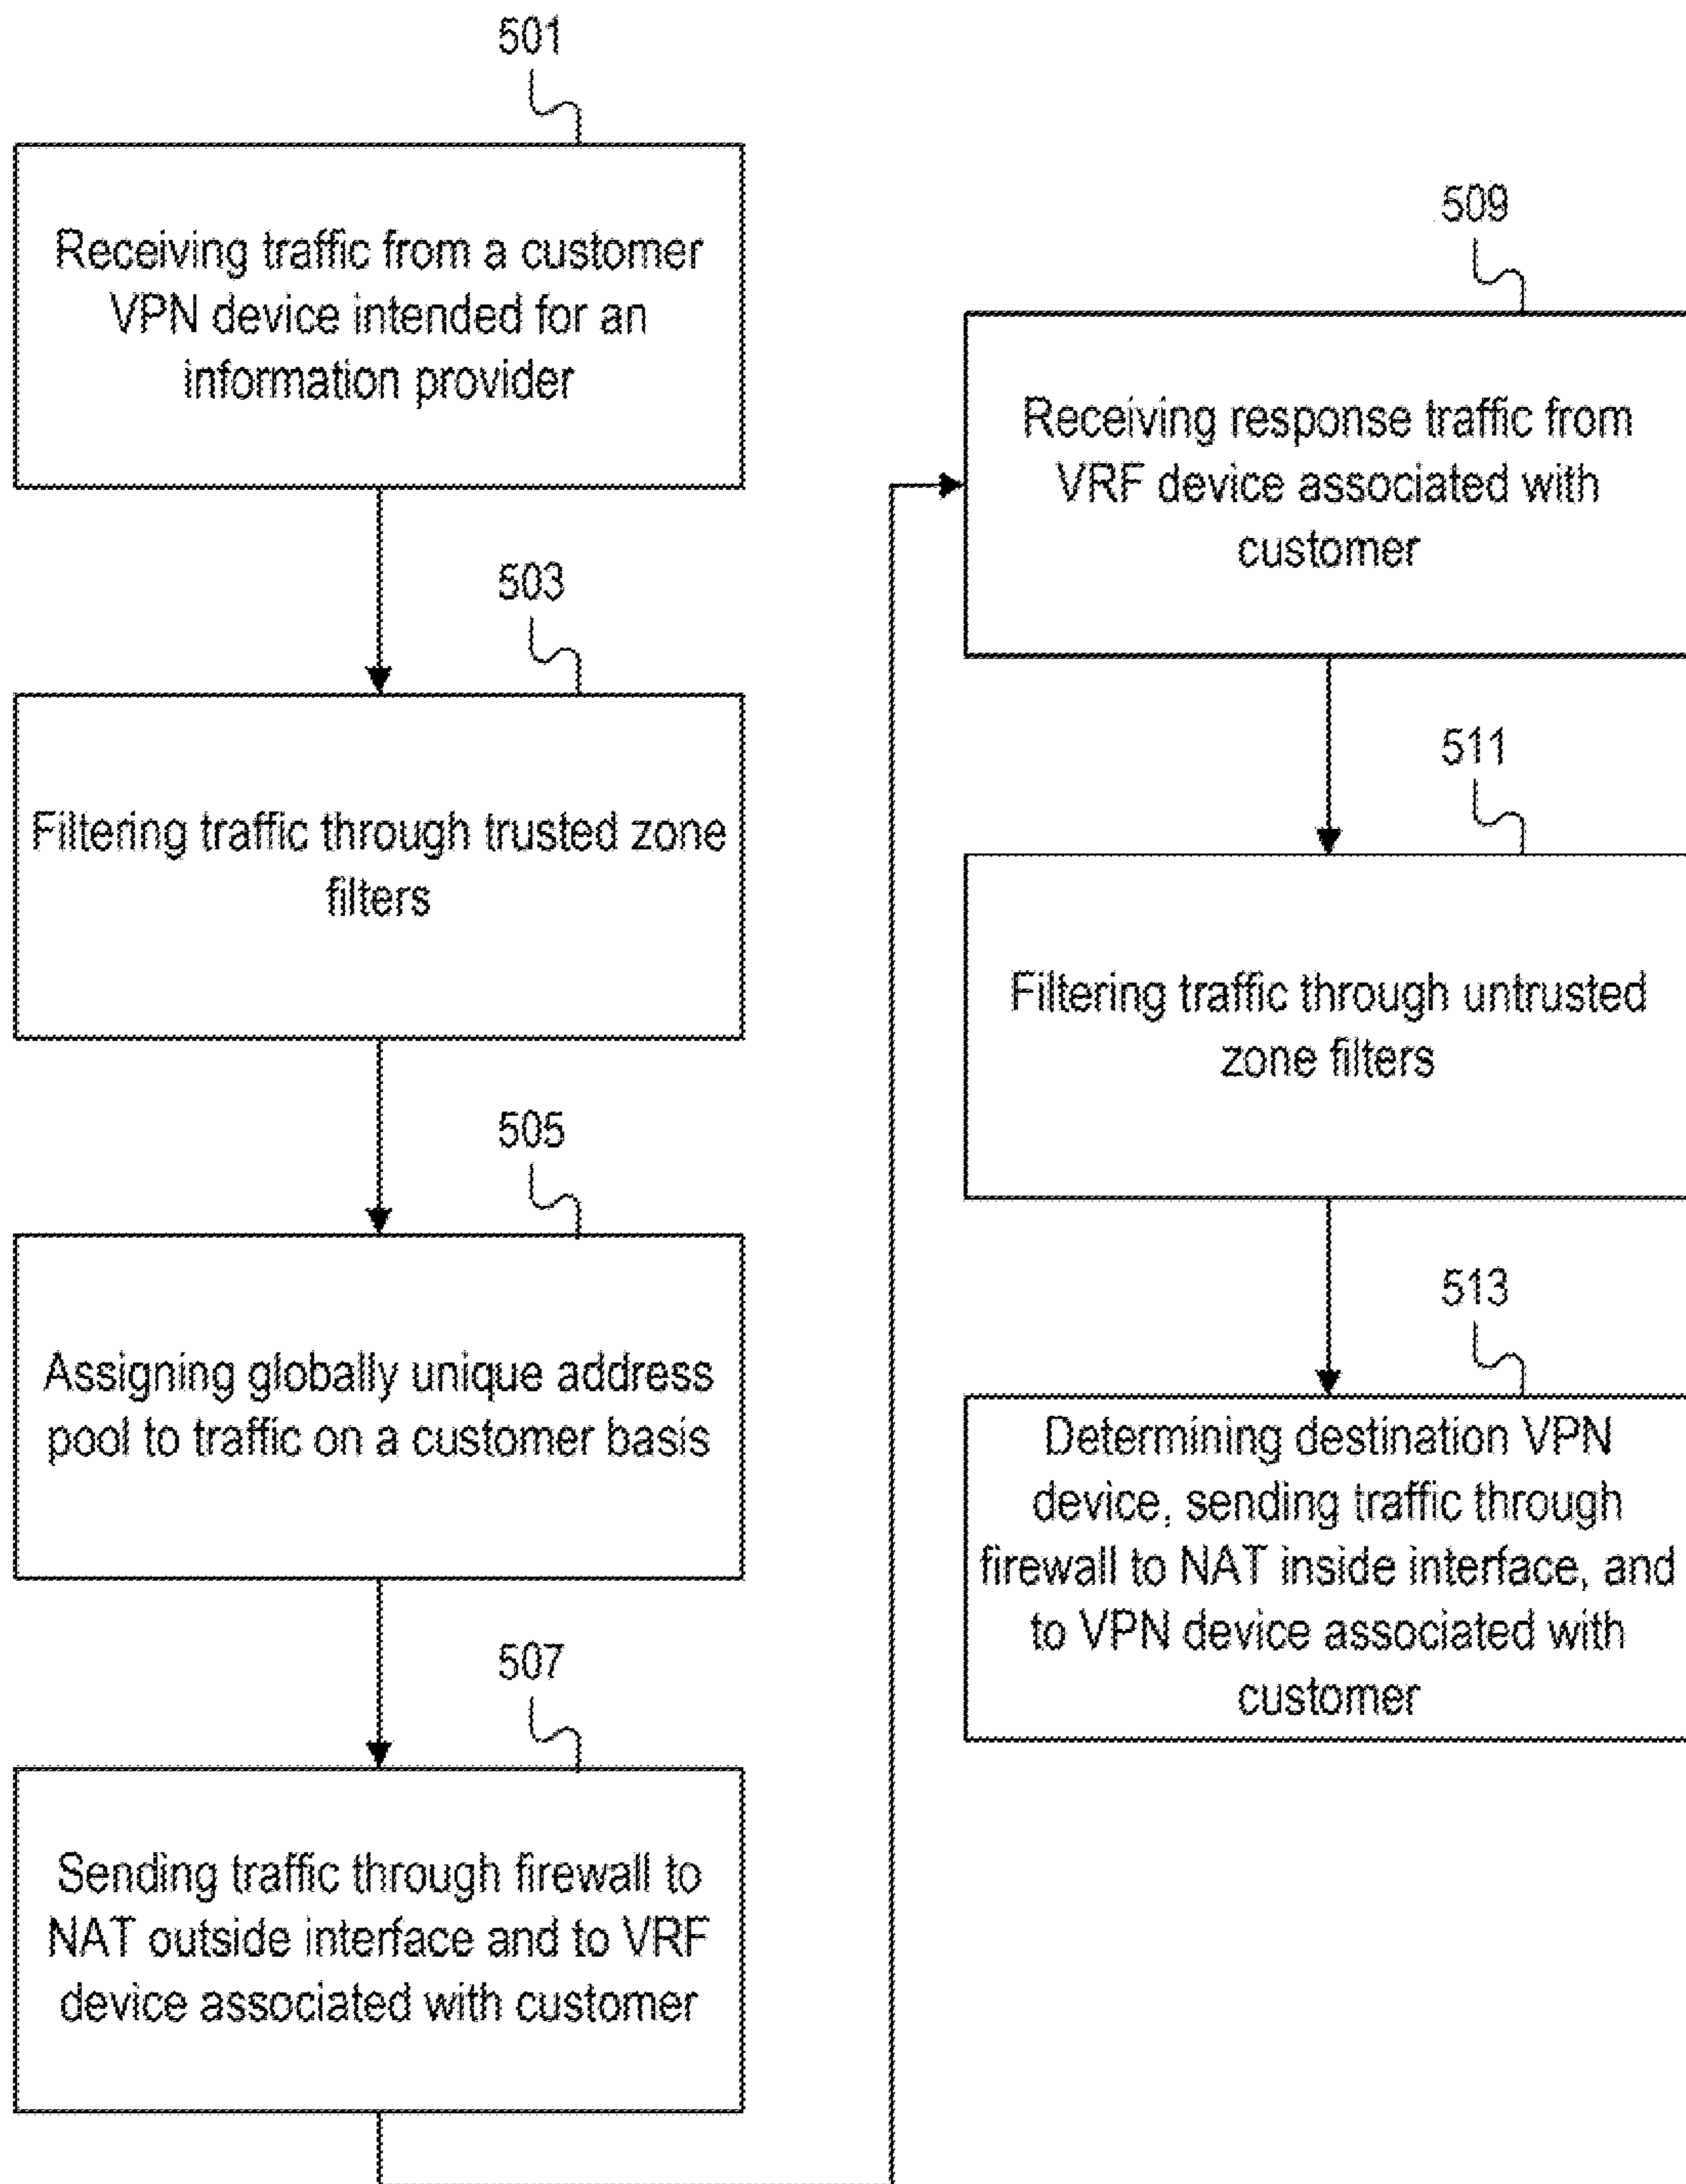 501
Receiving traffic from a customer
VPN device intended for an
information provider
503
Filtering traffic through trusted zone
filters
505
Assigning globally unique address
pool to traffic on a customer basis
507
Sending traffic through firewall to
NAT outside interface and to VRF
device associated with customer
509
Receiving response traffic from
VRF device associated with
customer
511
Filtering traffic through untrusted
zone filters
513
Determining destination VPN
device, sending traffic through
firewall to NAT inside interface, and
to VPN device associated with
customer